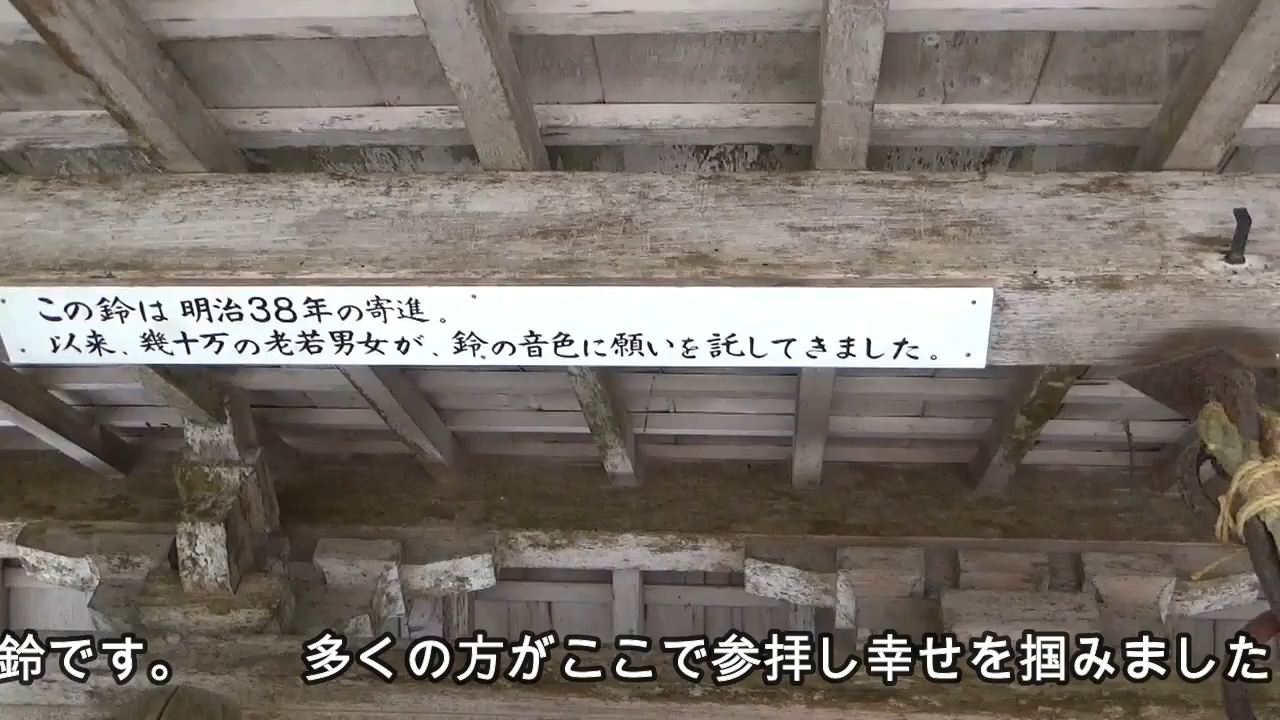 この鈴は 明治38年の寄進。
以来、幾十万の老若男女が、鈴の音色に願いを託してきました。
鈴です。　　多くの方がここで参拝し幸せを掴みました